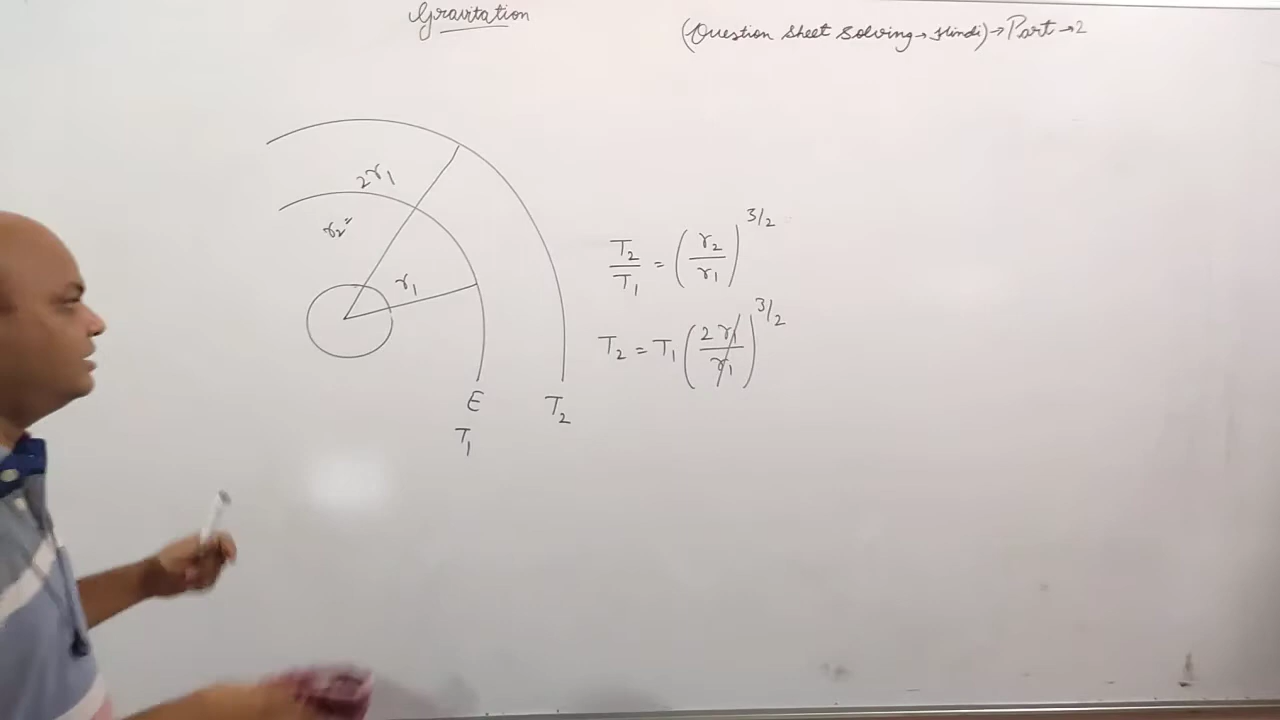 Gravitation
(Question Sheet Solving → Hindi) → Part → 2
2r₁
r₂ =
r₁
E
T₁
T₂
T₂/T₁ = (r₂/r₁)^3/2
T₂ = T₁ (2r₁/r₁)^3/2